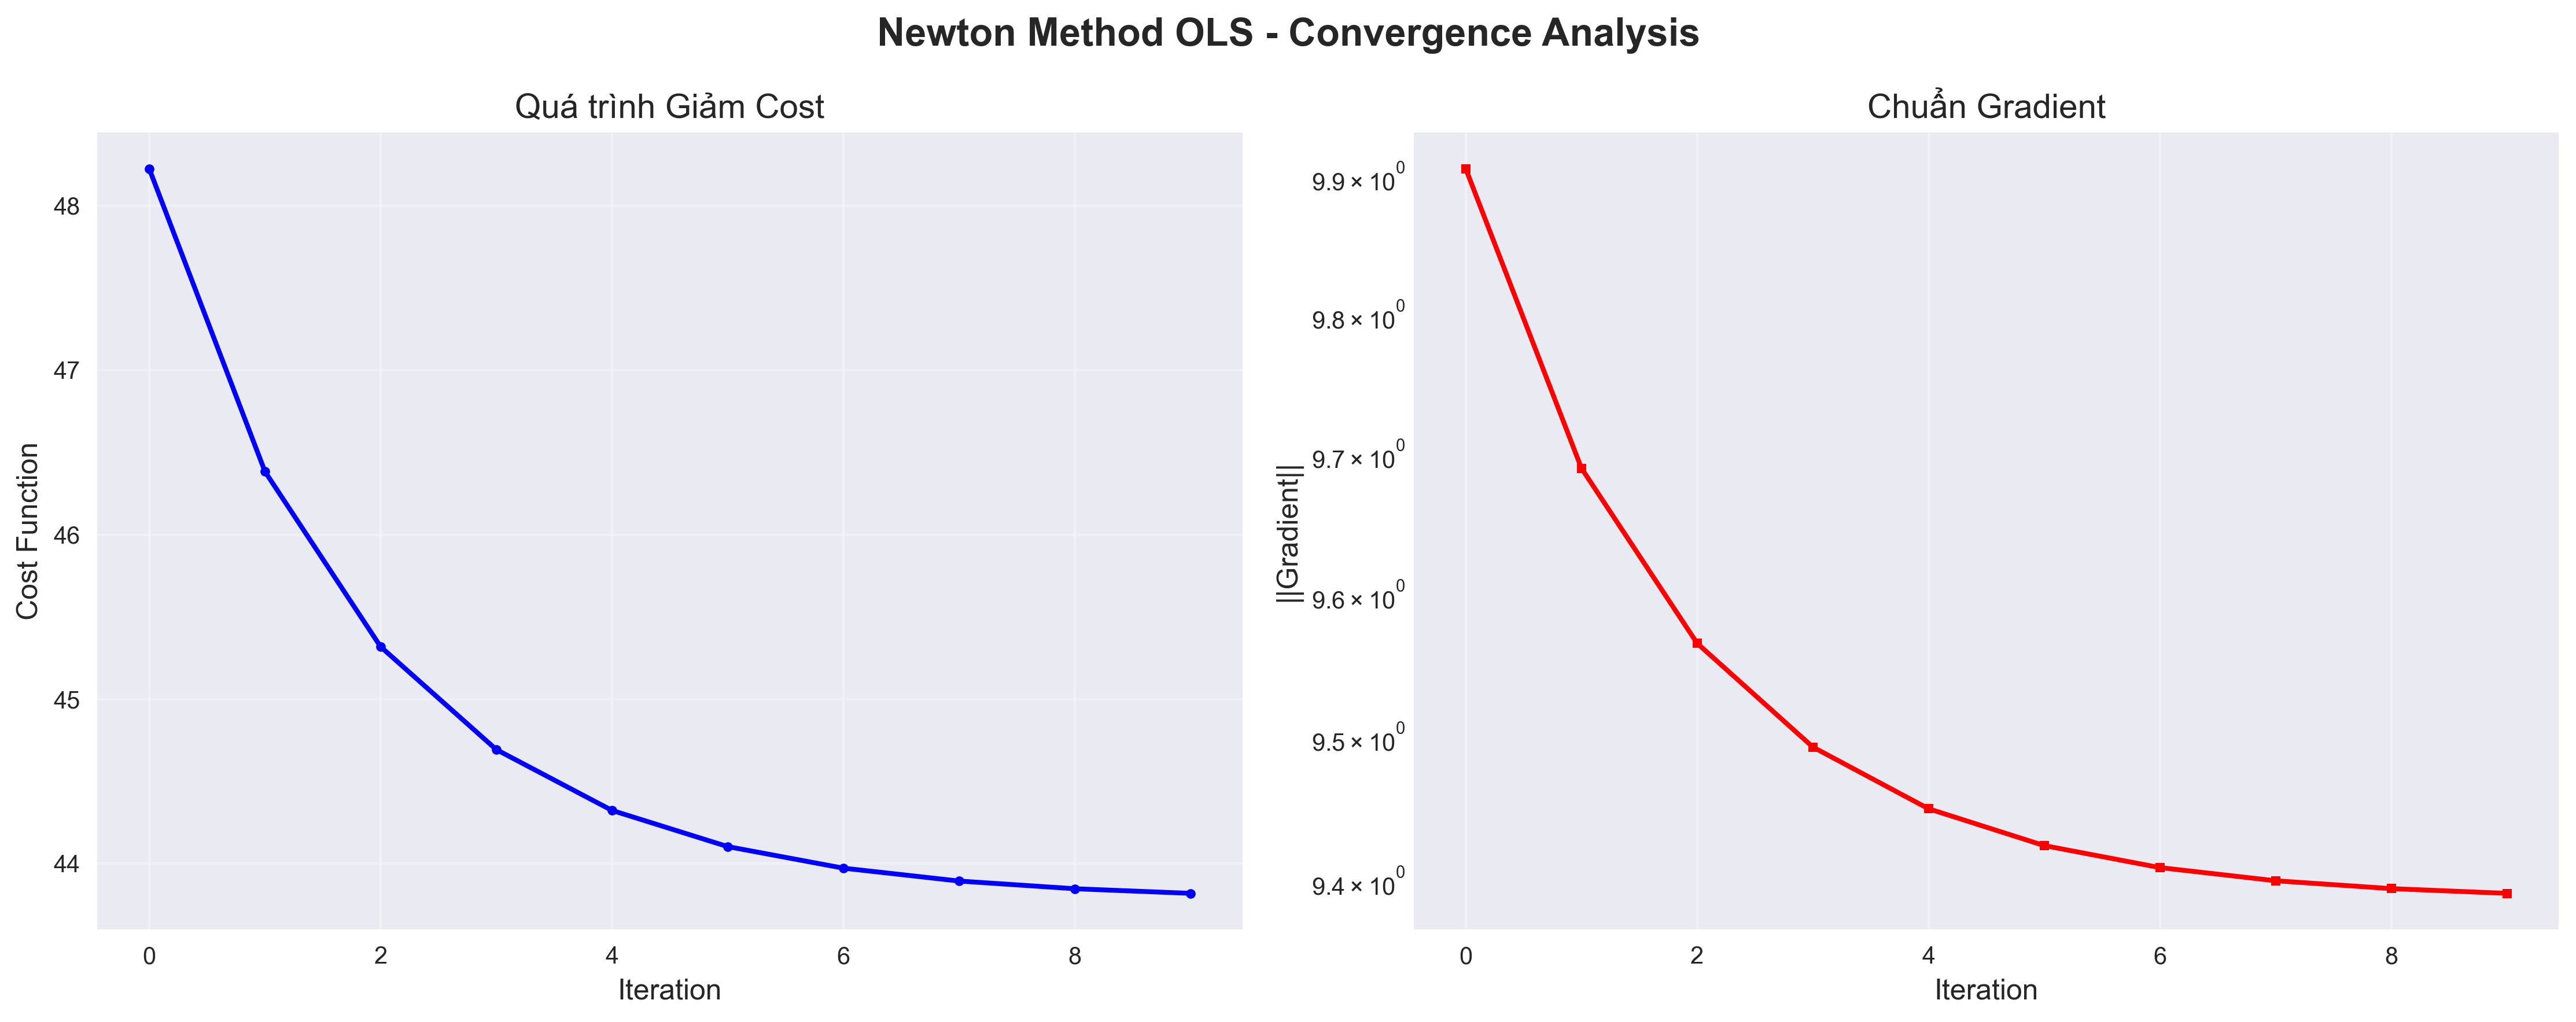 Newton Method OLS - Convergence Analysis
Quá trình Giảm Cost
Cost Function
48
47
46
45
44
0 2 4 6 8
Iteration
Chuẩn Gradient
||Gradient||
9.9 × 10⁰
9.8 × 10⁰
9.7 × 10⁰
9.6 × 10⁰
9.5 × 10⁰
9.4 × 10⁰
0 2 4 6 8
Iteration